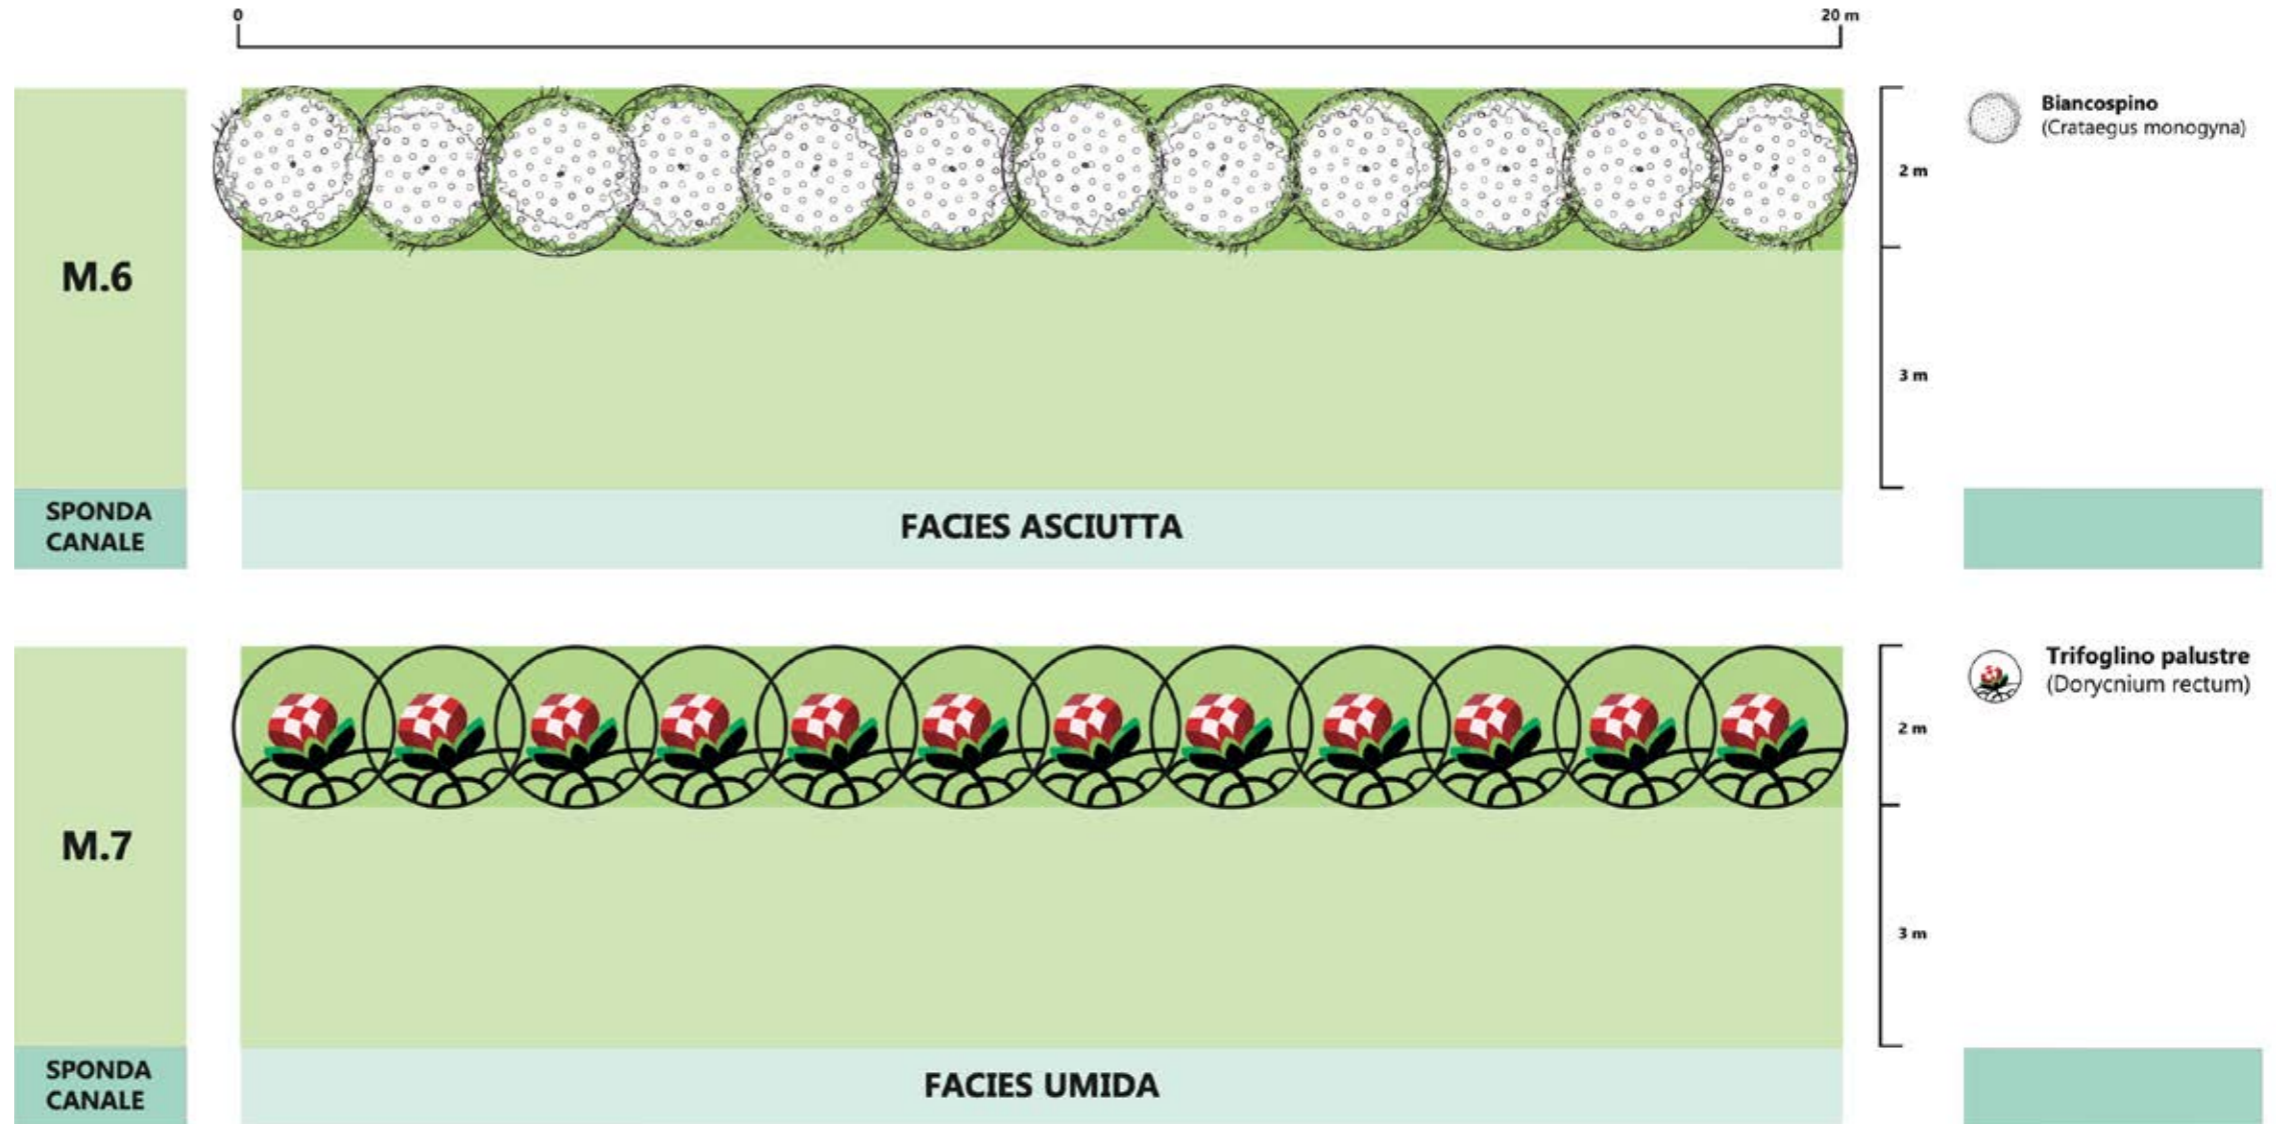 0
20 m
M.6
Biancospino
(Crataegus monogyna)
2 m
3 m
SPONDA
CANALE
FACIES ASCIUTTA
M.7
Trifoglino palustre
(Dorycnium rectum)
2 m
3 m
SPONDA
CANALE
FACIES UMIDA